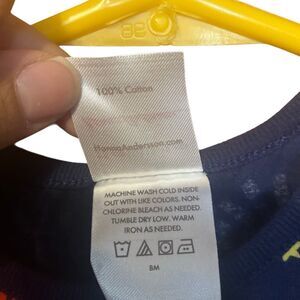 100% Cotton
HannaAndersson.com
MACHINE WASH COLD INSIDE
OUT WITH LIKE COLORS. NON-
CHLORINE BLEACH AS NEEDED.
TUMBLE DRY LOW. WARM
IRON AS NEEDED.
BM